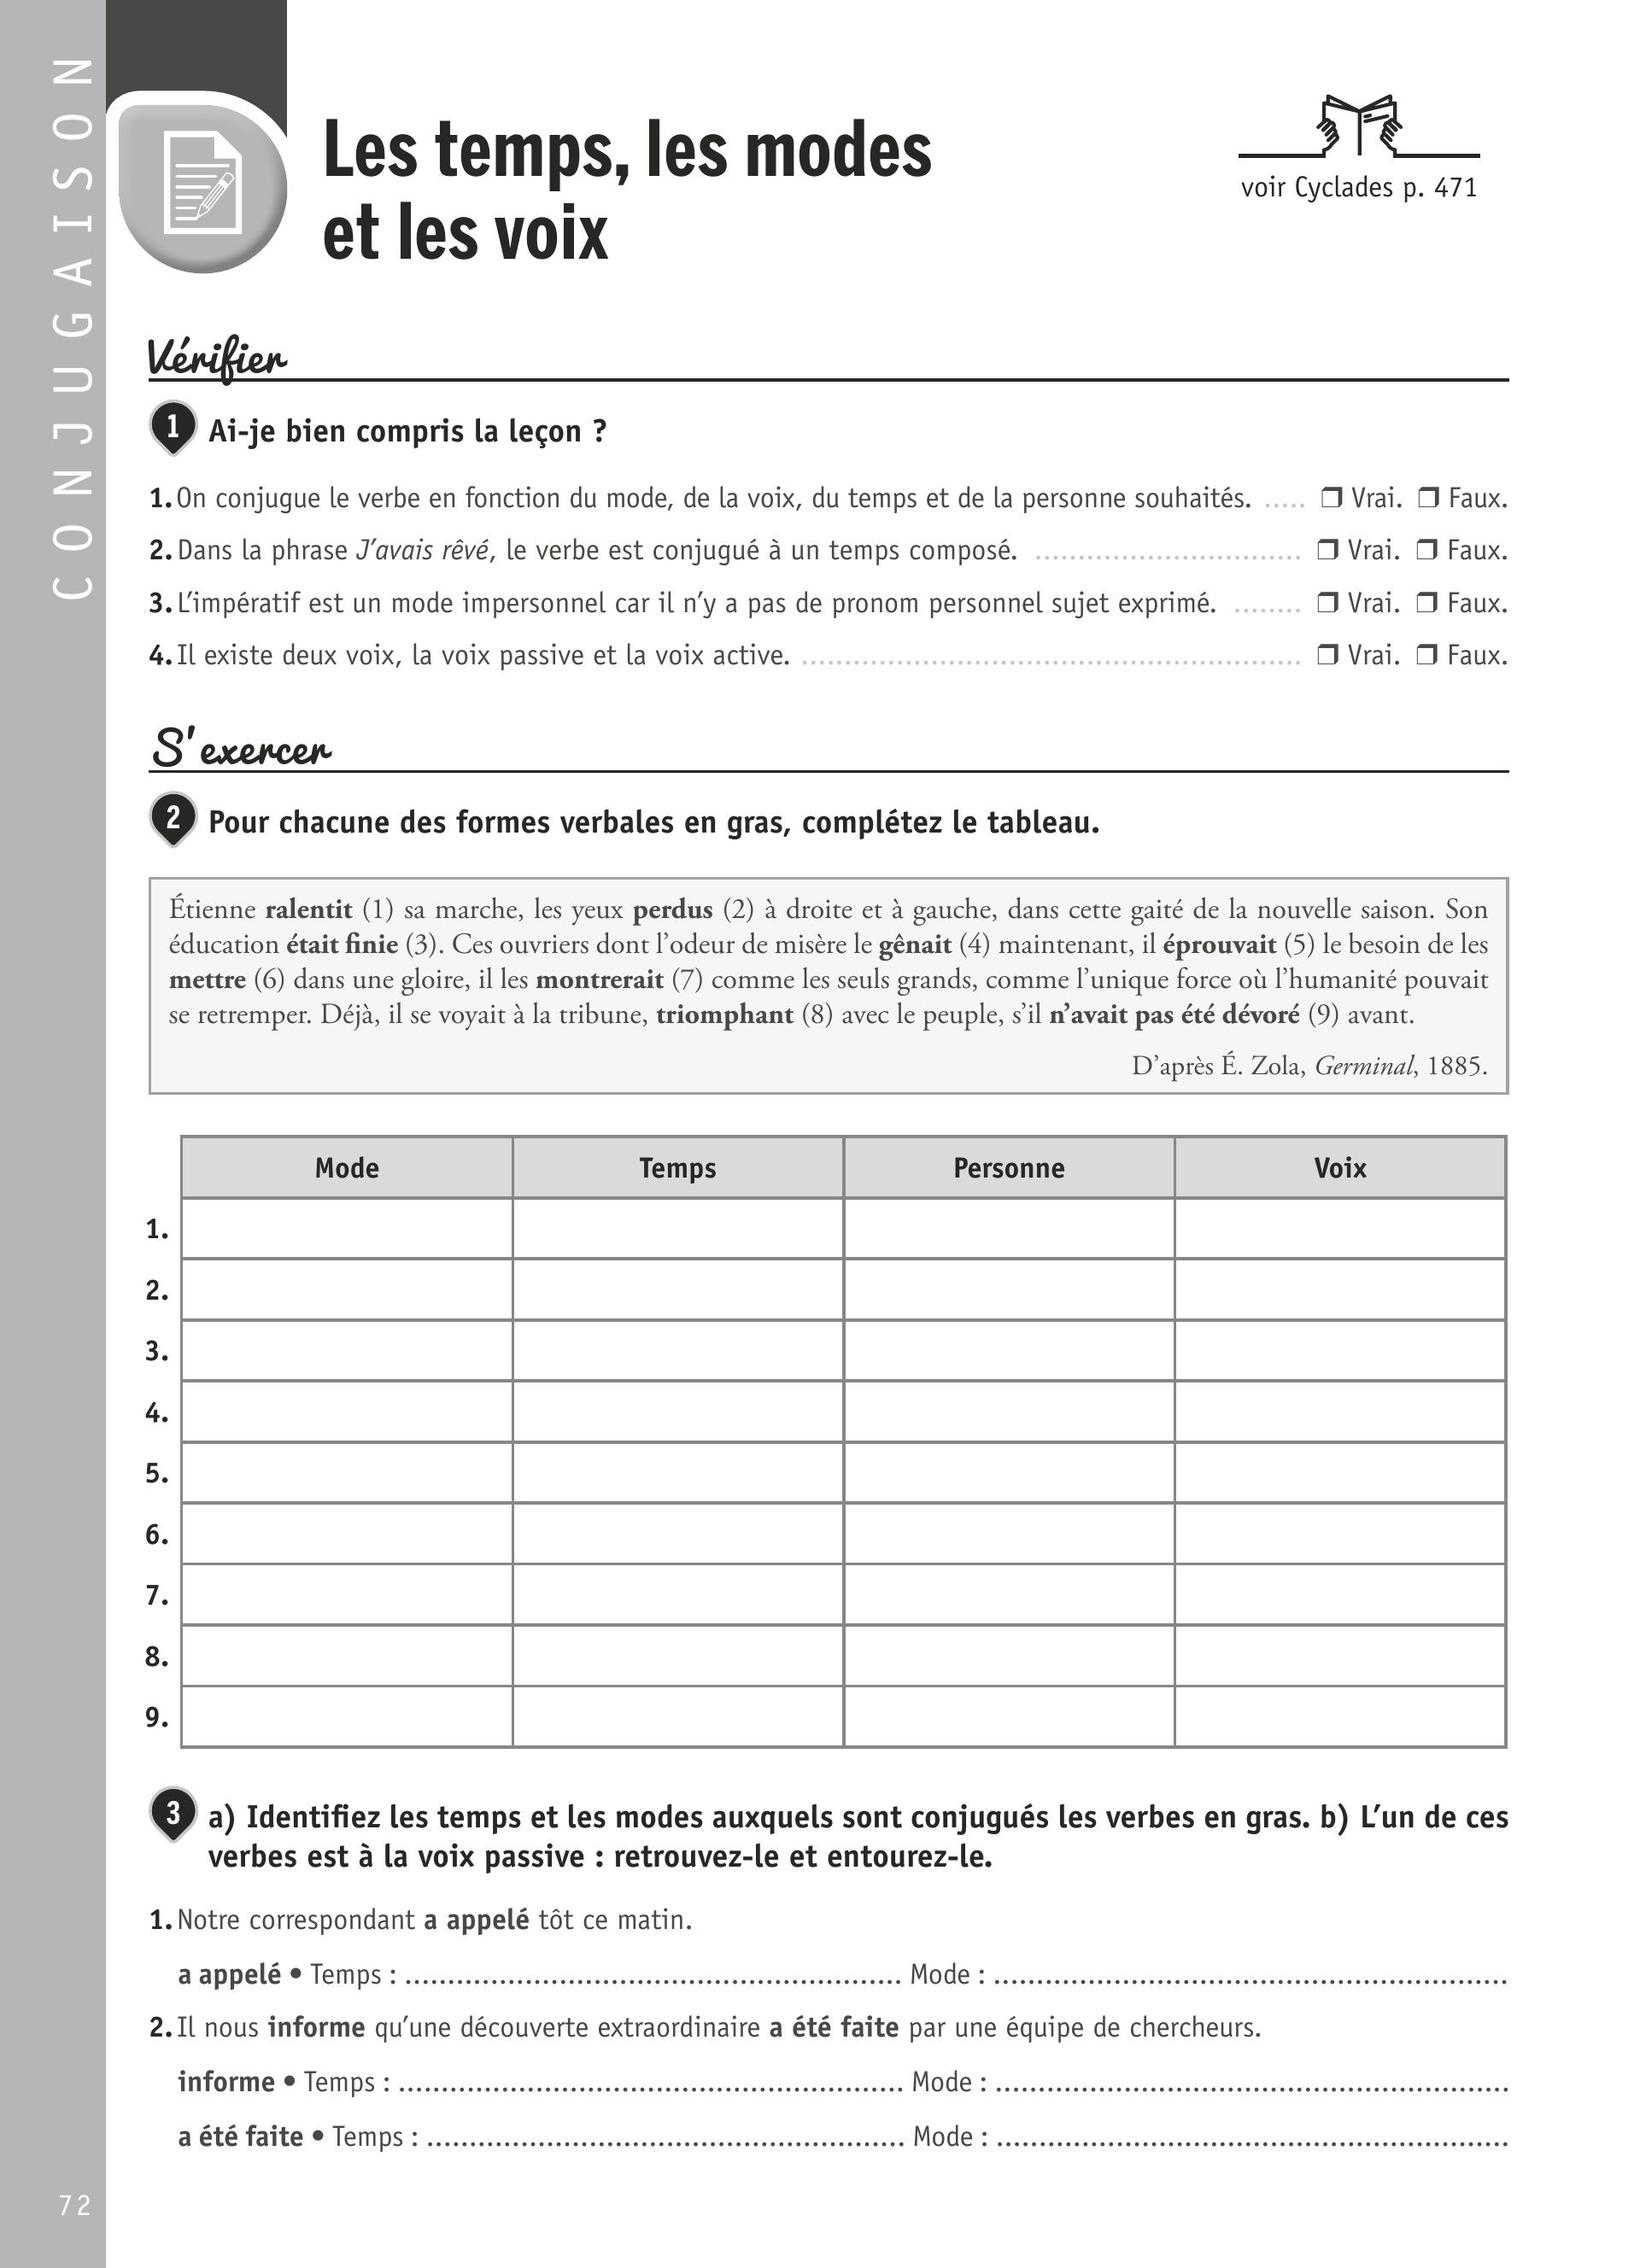 CONJUGAISON
Les temps, les modes
et les voix
voir Cyclades p. 471
Vérifier
1 Ai-je bien compris la leçon ?
1. On conjugue le verbe en fonction du mode, de la voix, du temps et de la personne souhaités. ..... ❒ Vrai. ❒ Faux.
2. Dans la phrase J’avais rêvé, le verbe est conjugué à un temps composé. ............................... ❒ Vrai. ❒ Faux.
3. L’impératif est un mode impersonnel car il n’y a pas de pronom personnel sujet exprimé. ........ ❒ Vrai. ❒ Faux.
4. Il existe deux voix, la voix passive et la voix active. .......................................................... ❒ Vrai. ❒ Faux.
S’exercer
2 Pour chacune des formes verbales en gras, complétez le tableau.
Étienne ralentit (1) sa marche, les yeux perdus (2) à droite et à gauche, dans cette gaité de la nouvelle saison. Son
éducation était finie (3). Ces ouvriers dont l’odeur de misère le gênait (4) maintenant, il éprouvait (5) le besoin de les
mettre (6) dans une gloire, il les montrerait (7) comme les seuls grands, comme l’unique force où l’humanité pouvait
se retremper. Déjà, il se voyait à la tribune, triomphant (8) avec le peuple, s’il n’avait pas été dévoré (9) avant.
D’après É. Zola, Germinal, 1885.
Mode Temps Personne Voix
1.
2.
3.
4.
5.
6.
7.
8.
9.
3 a) Identifiez les temps et les modes auxquels sont conjugués les verbes en gras. b) L’un de ces
verbes est à la voix passive : retrouvez-le et entourez-le.
1. Notre correspondant a appelé tôt ce matin.
a appelé • Temps : .......................................................... Mode : ............................................................
2. Il nous informe qu’une découverte extraordinaire a été faite par une équipe de chercheurs.
informe • Temps : ........................................................... Mode : ............................................................
a été faite • Temps : ........................................................ Mode : ............................................................
72